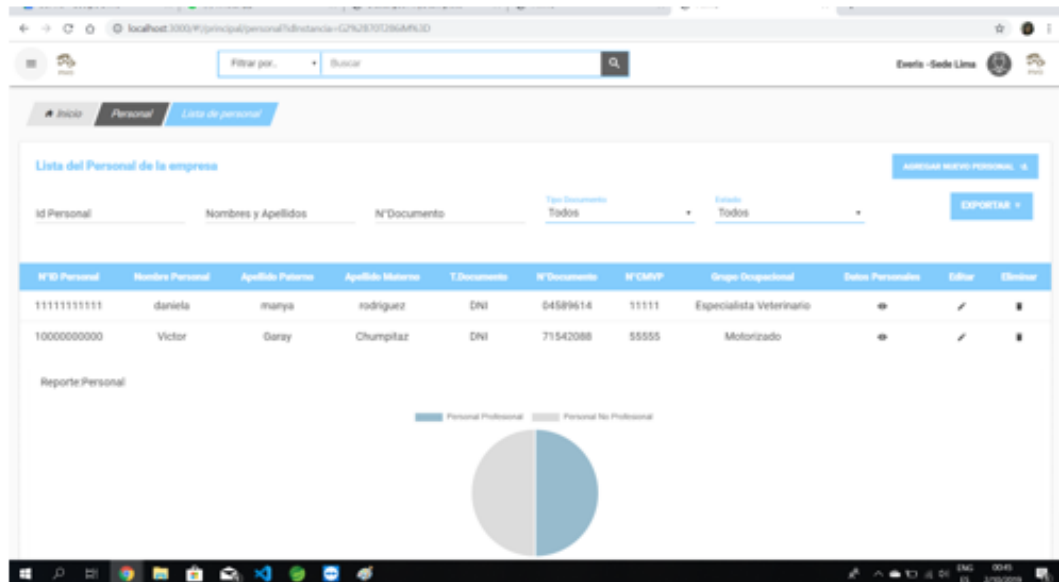 localhost:3000/#/principal/personal?idInstancia=G2%28707286M%3D
Filtrar por.. Buscar
Everis -Sede Lima
Inicio Personal Lista de personal
Lista del Personal de la empresa
AGREGAR NUEVO PERSONAL
Tipo Documento Estado
Id Personal Nombres y Apellidos N°Documento Todos Todos
EXPORTAR
N°ID Personal Nombre Personal Apellido Paterno Apellido Materno T.Documento N°Documento N°CMVP Grupo Ocupacional Datos Personales Editar Eliminar
11111111111 daniela manya rodriguez DNI 04589614 11111 Especialista Veterinario
10000000000 Victor Garay Chumpitaz DNI 71542088 55555 Motorizado
Reporte:Personal
Personal Profesional Personal No Profesional
ENG 00:45